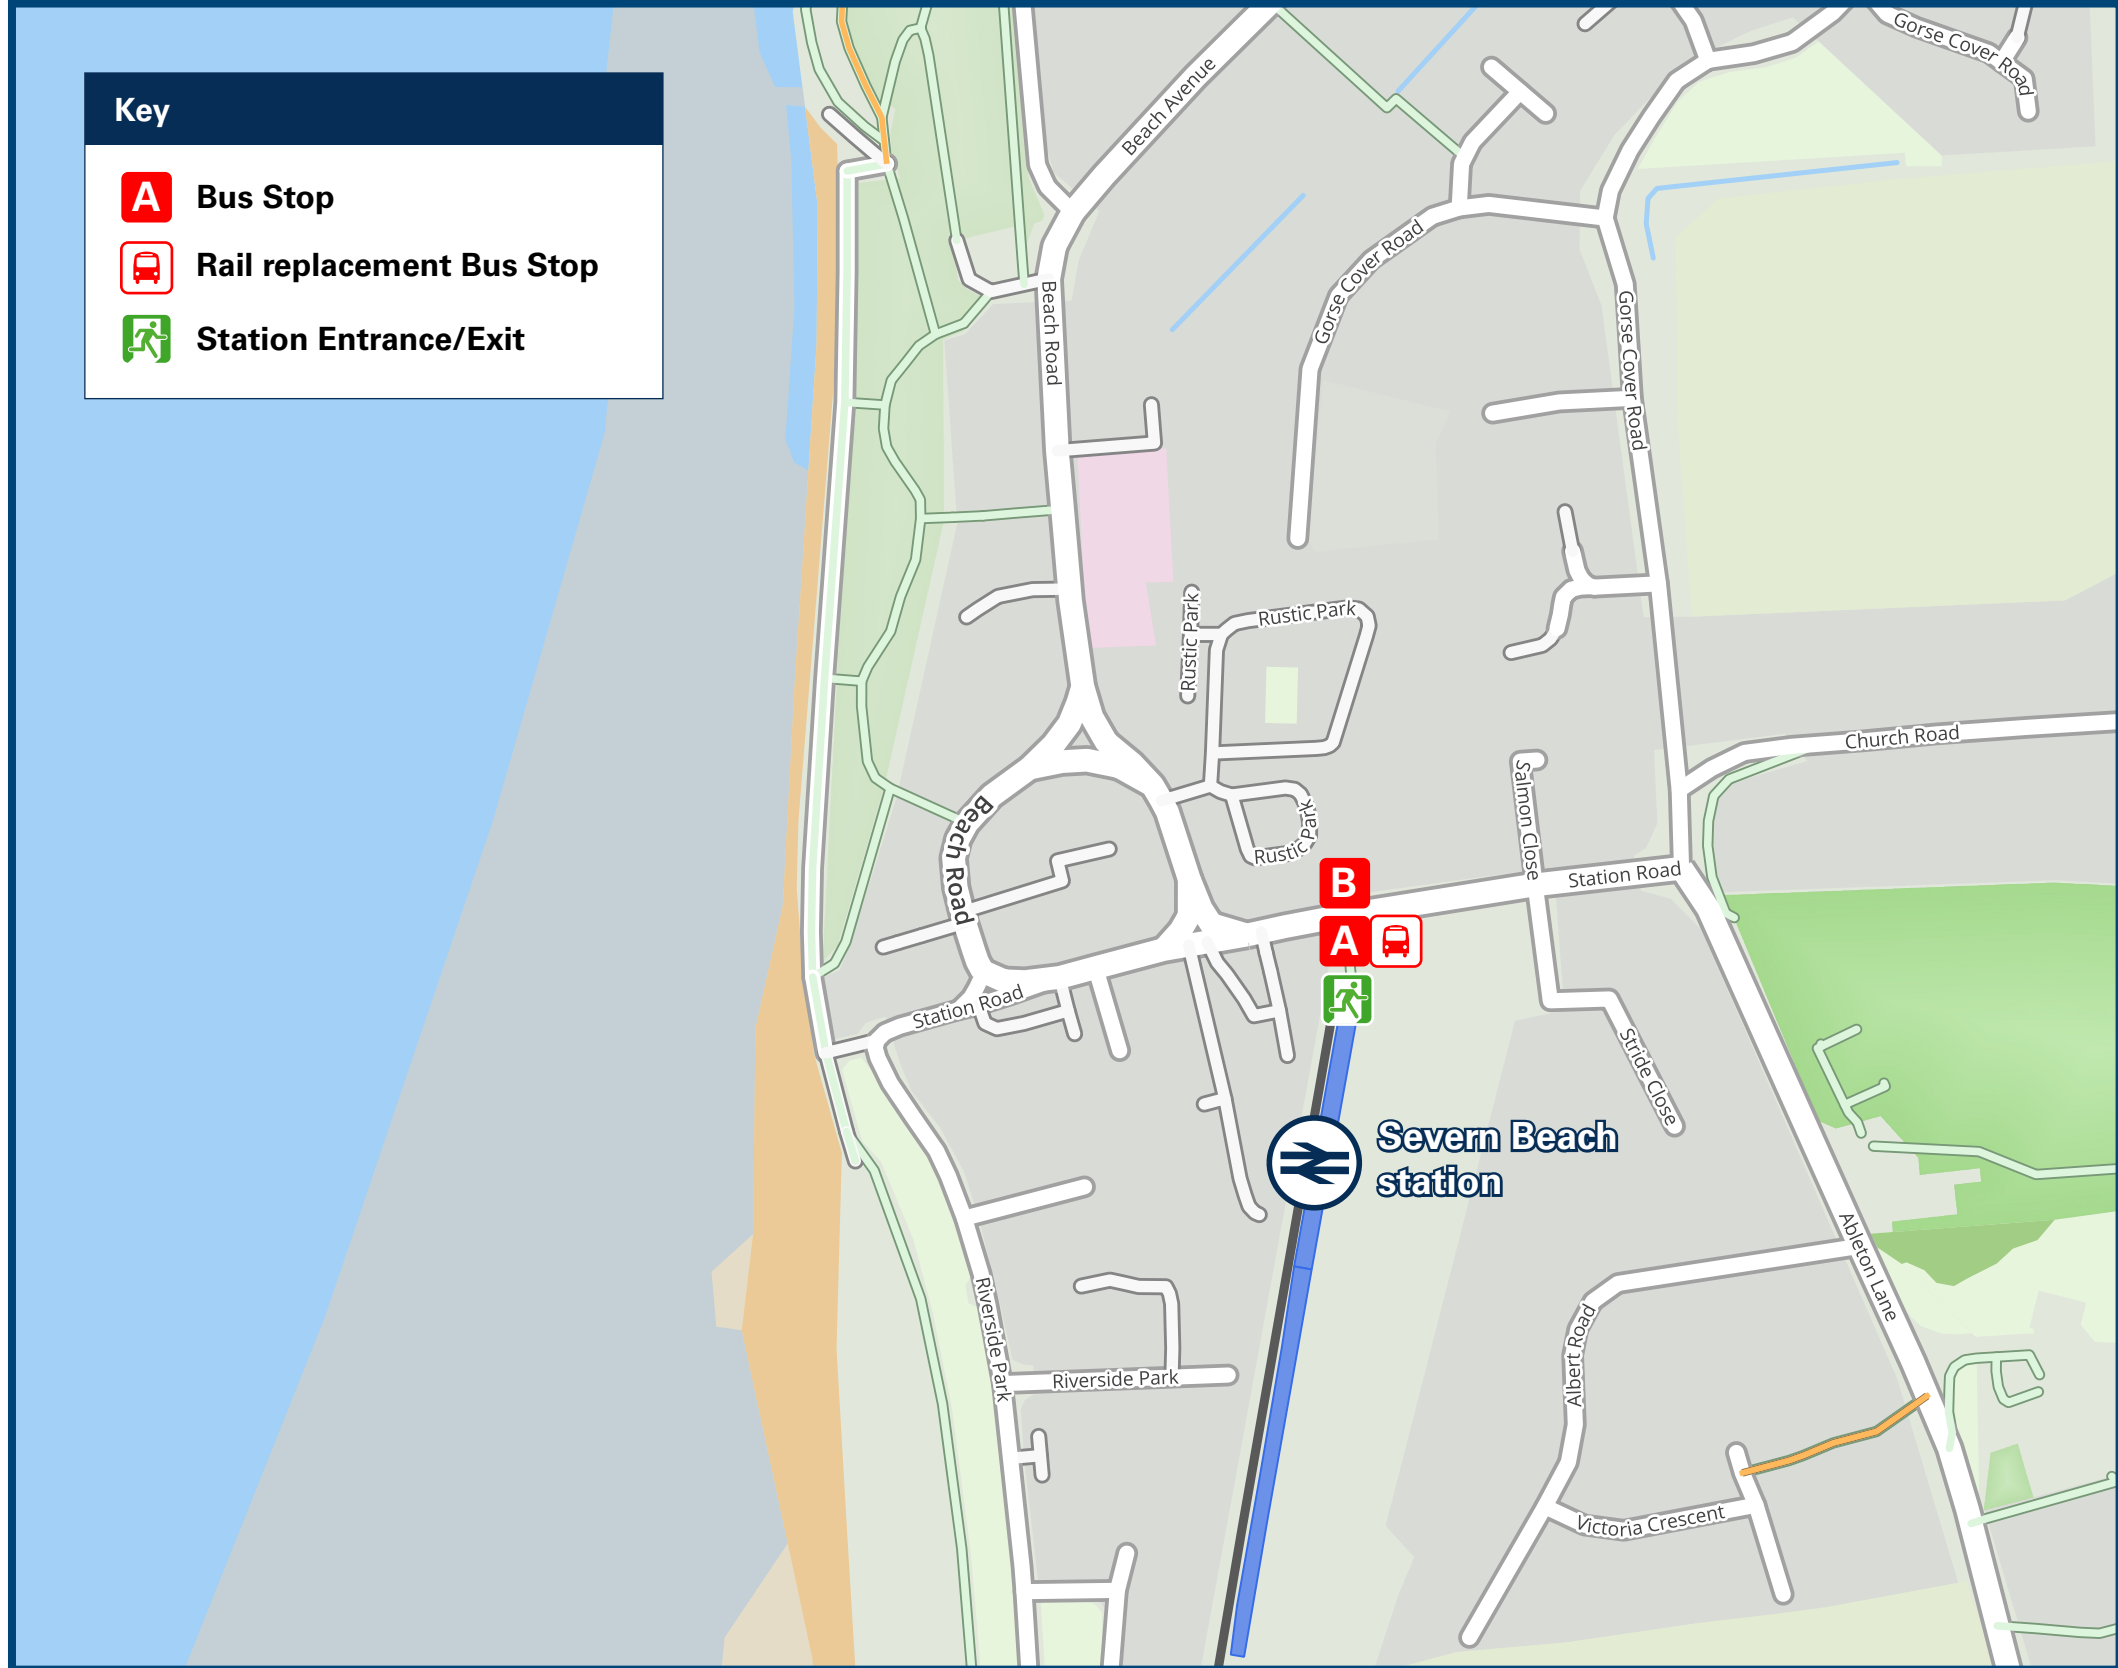 Key
A
Bus Stop
Rail replacement Bus Stop
Station Entrance/Exit
Gorse Cover Road
Beach Avenue
Gorse Cover Road
Beach Road
Gorse Cover Road
Rustic Park
Rustic Park
Church Road
Salmon Close
Beach Road
Rustic Park
B
Station Road
A
Station Road
Stride Close
Severn Beach
station
Ableton Lane
Riverside Park
Albert Road
Riverside Park
Victoria Crescent